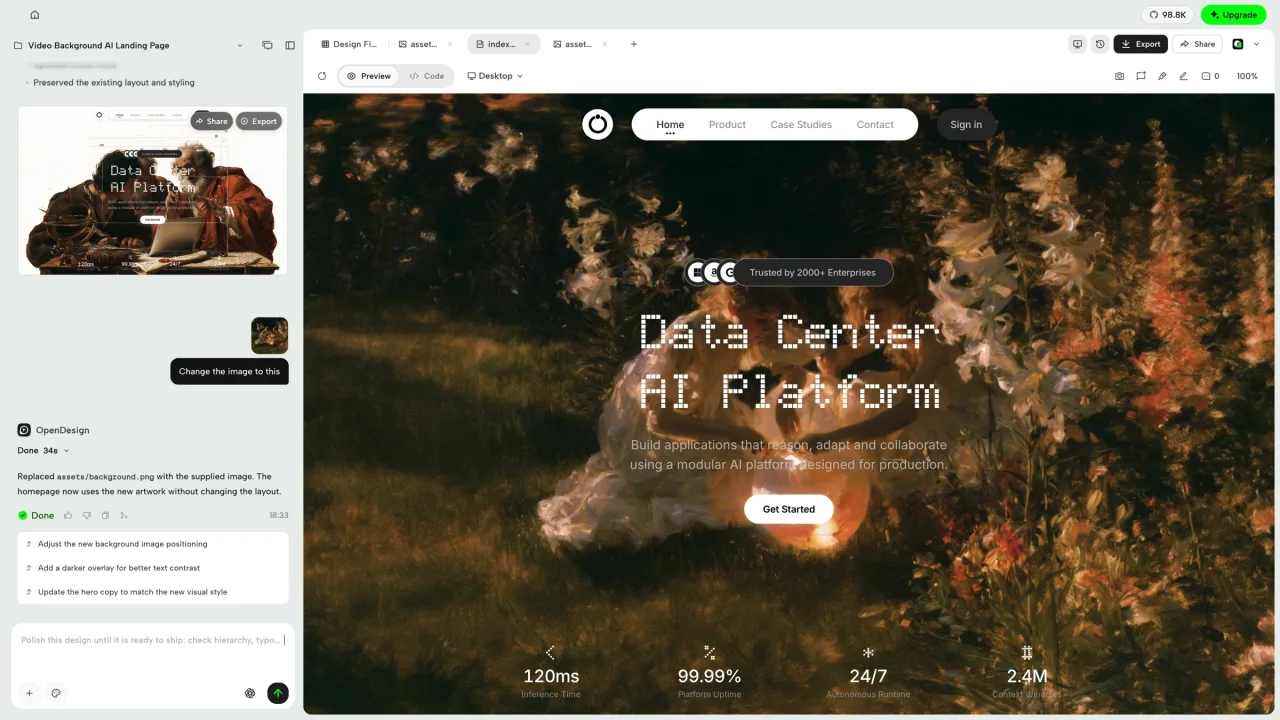 98.8K
Upgrade
Video Background AI Landing Page
Design Fi...
asset...
index...
asset...
Export
Share
Preview
Code
Desktop
0
100%
Preserved the existing layout and styling
Share
Export
Data Center
AI Platform
Change the image to this
OpenDesign
Done 34s
Replaced assets/background.png with the supplied image. The
homepage now uses the new artwork without changing the layout.
Done
18:33
Adjust the new background image positioning
Add a darker overlay for better text contrast
Update the hero copy to match the new visual style
Polish this design until it is ready to ship: check hierarchy, typo...
Home
Product
Case Studies
Contact
Sign in
Trusted by 2000+ Enterprises
Data Center
AI Platform
Build applications that reason, adapt and collaborate
using a modular AI platform designed for production.
Get Started
120ms
Inference Time
99.99%
Platform Uptime
24/7
Autonomous Runtime
2.4M
Context Window